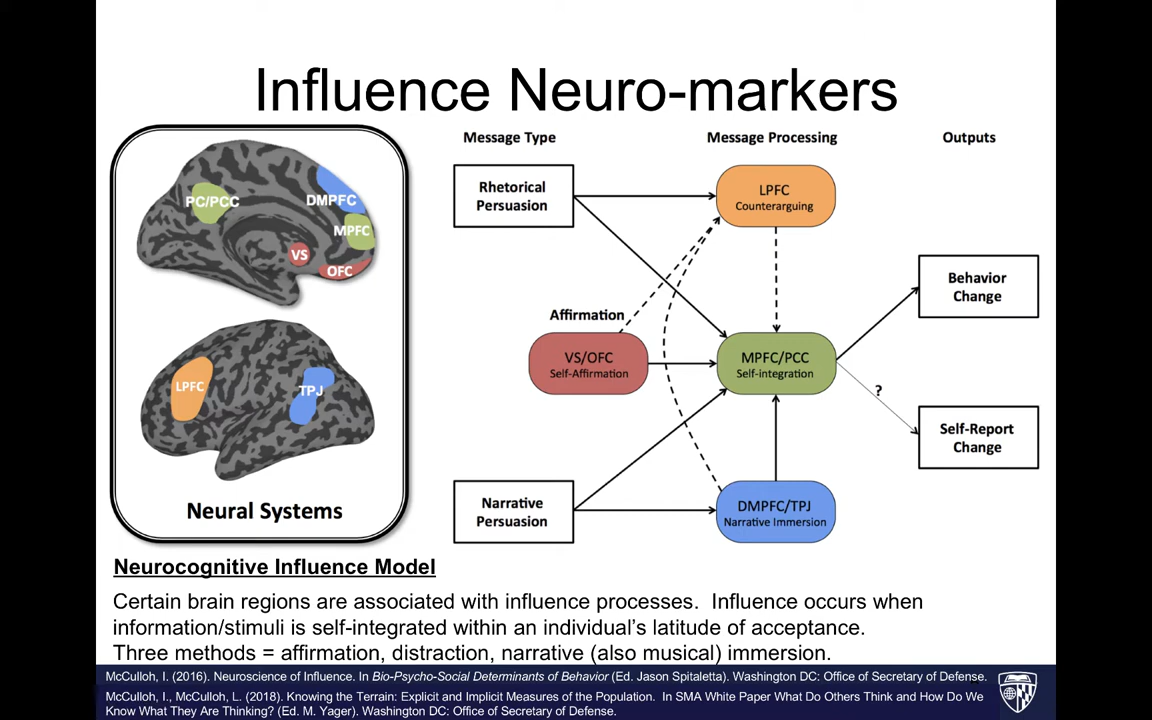 Influence Neuro-markers
PC/PCC
DMPFC
MPFC
VS
OFC
LPFC
TPJ
Neural Systems
Message Type
Message Processing
Outputs
Rhetorical
Persuasion
LPFC
Counterarguing
Behavior
Change
Affirmation
VS/OFC
Self-Affirmation
MPFC/PCC
Self-integration
?
Self-Report
Change
Narrative
Persuasion
DMPFC/TPJ
Narrative Immersion
Neurocognitive Influence Model
Certain brain regions are associated with influence processes.  Influence occurs when
information/stimuli is self-integrated within an individual's latitude of acceptance.
Three methods = affirmation, distraction, narrative (also musical) immersion.
McCulloh, I. (2016). Neuroscience of Influence. In Bio-Psycho-Social Determinants of Behavior (Ed. Jason Spitaletta). Washington DC: Office of Secretary of Defense.
McCulloh, I., McCulloh, L. (2018). Knowing the Terrain: Explicit and Implicit Measures of the Population.  In SMA White Paper What Do Others Think and How Do We
Know What They Are Thinking? (Ed. M. Yager). Washington DC: Office of Secretary of Defense.